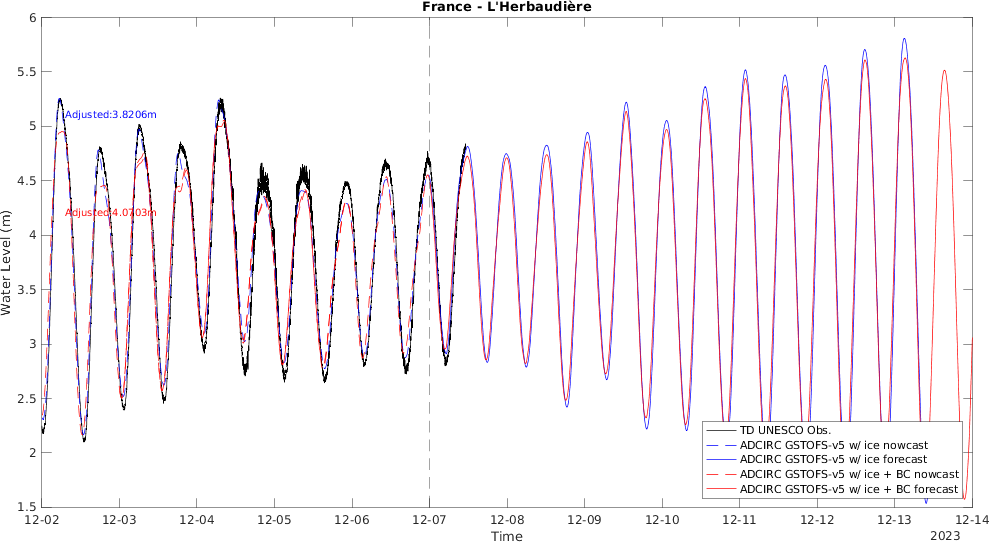 France - L'Herbaudière
Water Level (m)
6
5.5
5
4.5
4
3.5
3
2.5
2
1.5
Adjusted:3.8206m
Adjusted:4.0703m
TD UNESCO Obs.
ADCIRC GSTOFS-v5 w/ ice nowcast
ADCIRC GSTOFS-v5 w/ ice forecast
ADCIRC GSTOFS-v5 w/ ice + BC nowcast
ADCIRC GSTOFS-v5 w/ ice + BC forecast
12-02 12-03 12-04 12-05 12-06 12-07 12-08 12-09 12-10 12-11 12-12 12-13 12-14
Time
2023